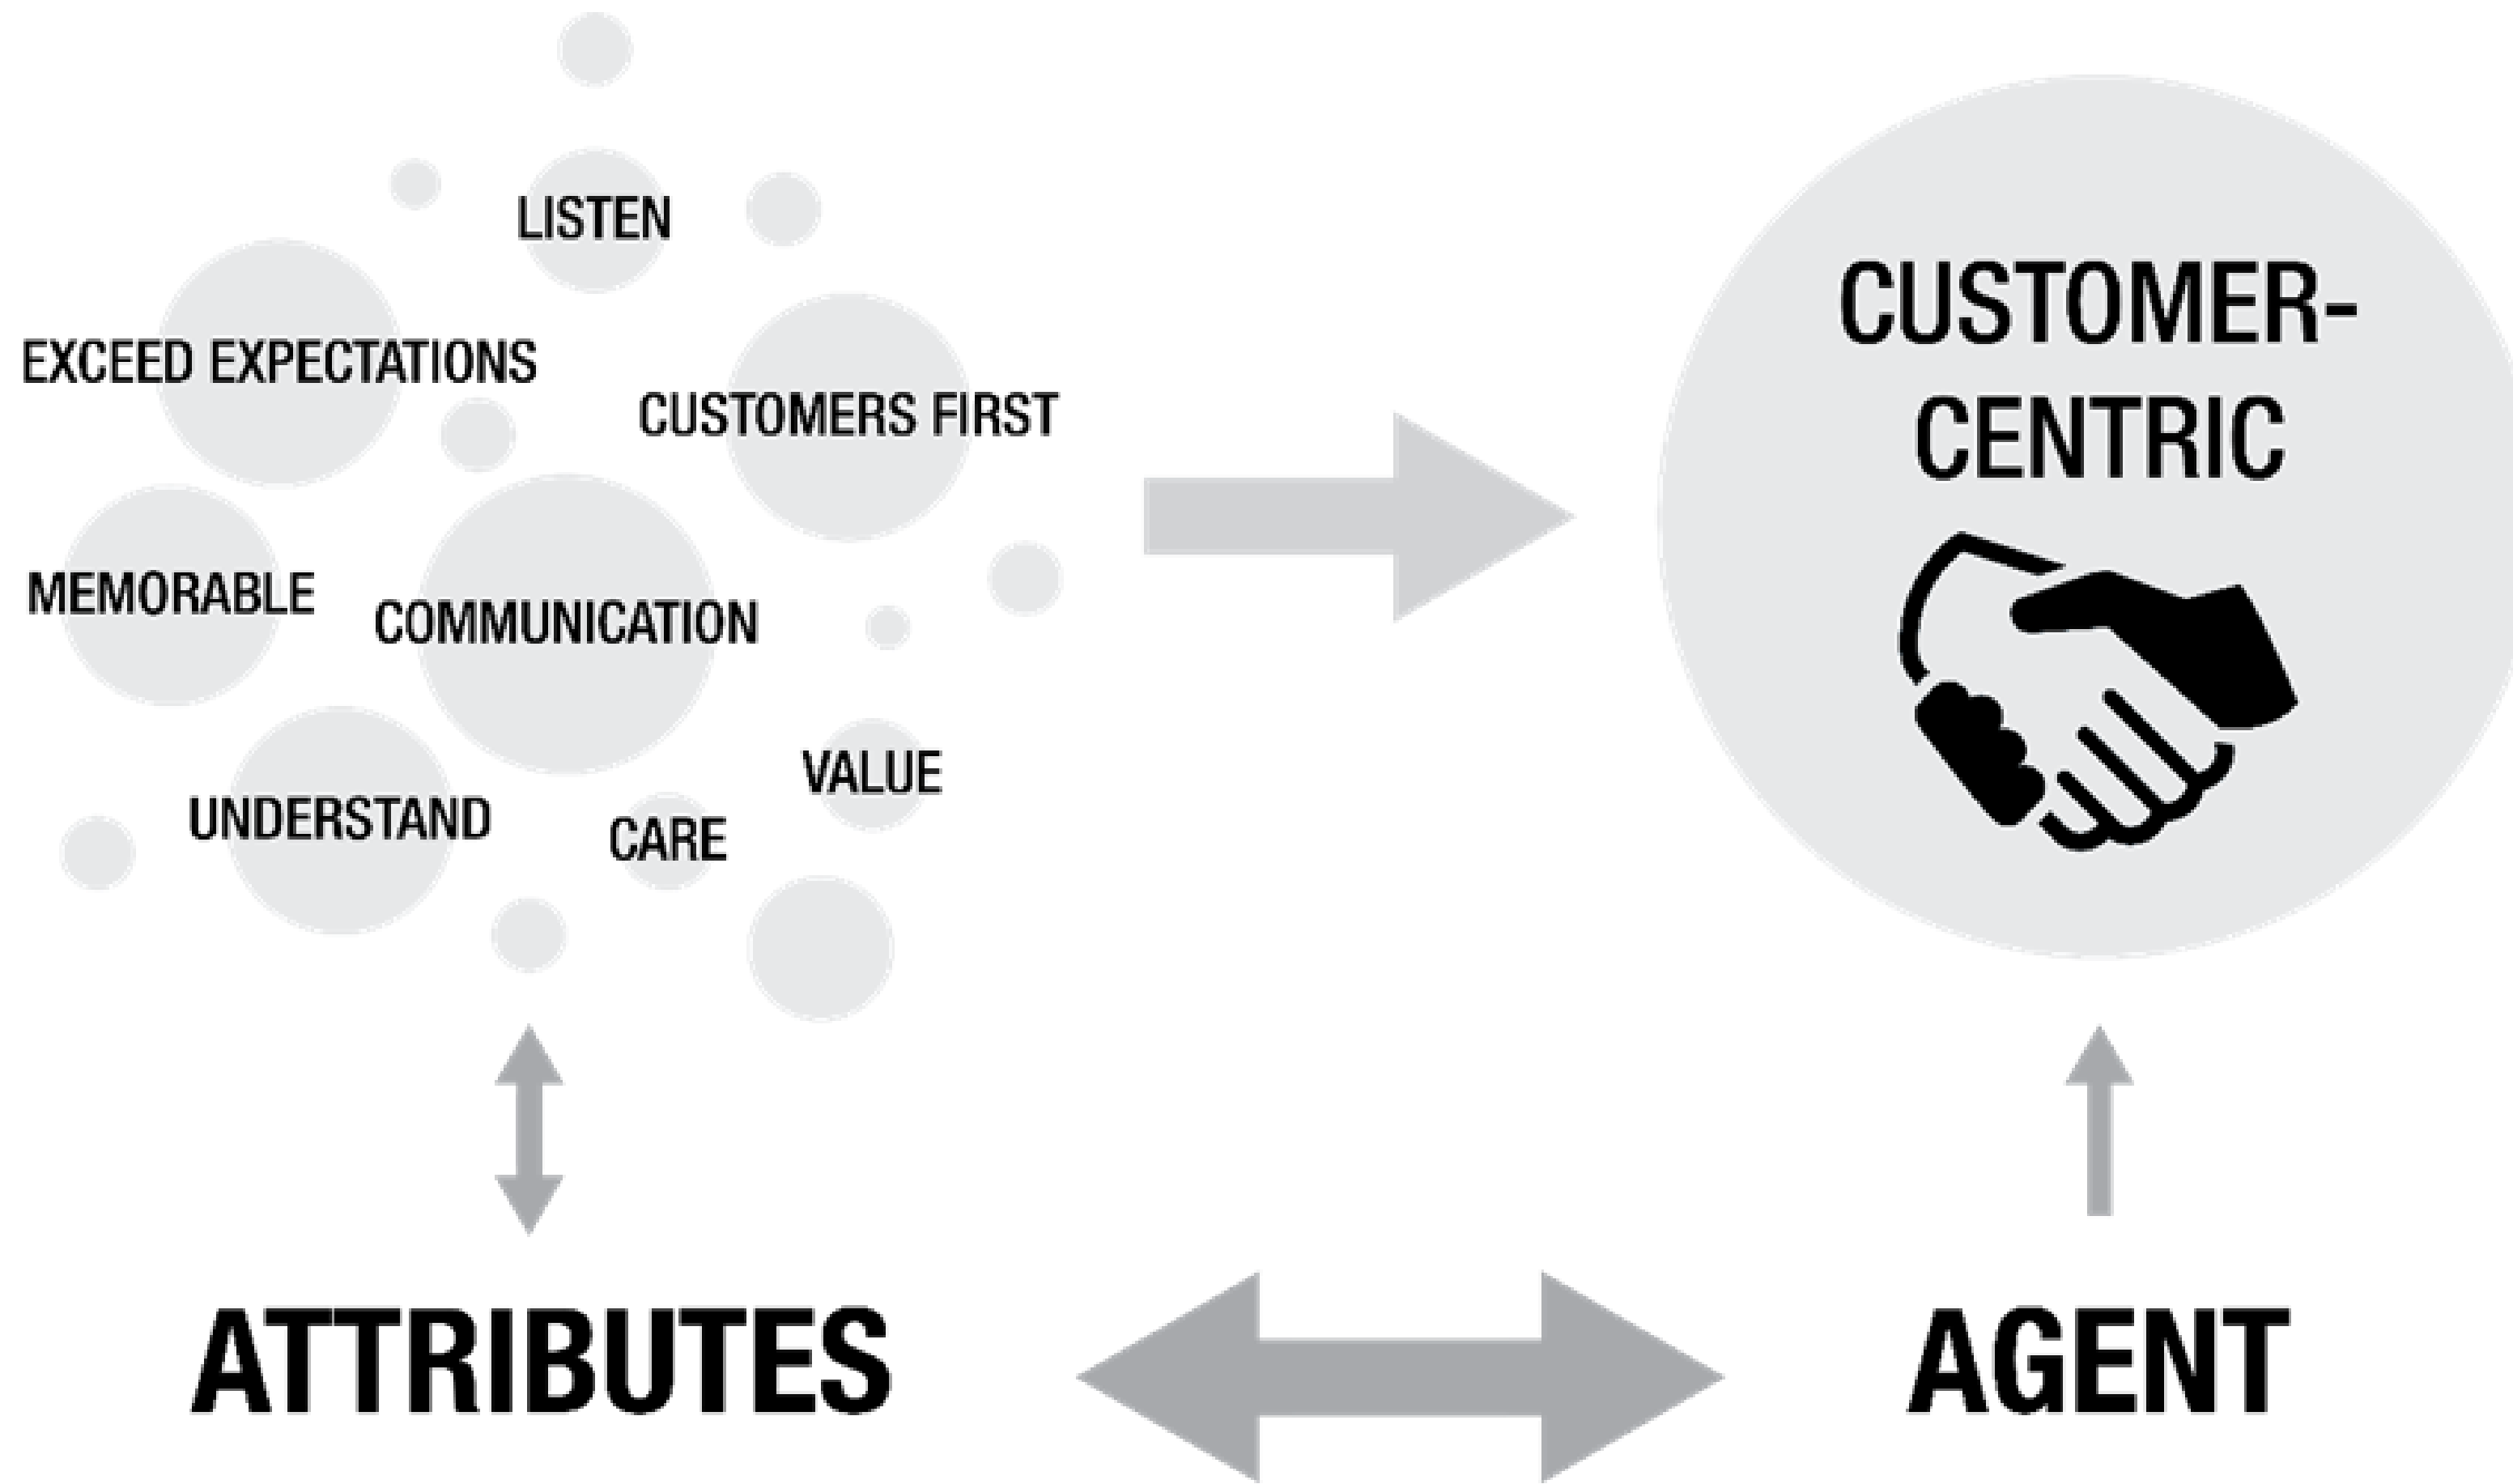 LISTEN
EXCEED EXPECTATIONS
CUSTOMERS FIRST
MEMORABLE
COMMUNICATION
VALUE
UNDERSTAND
CARE
CUSTOMER-
CENTRIC
ATTRIBUTES
AGENT